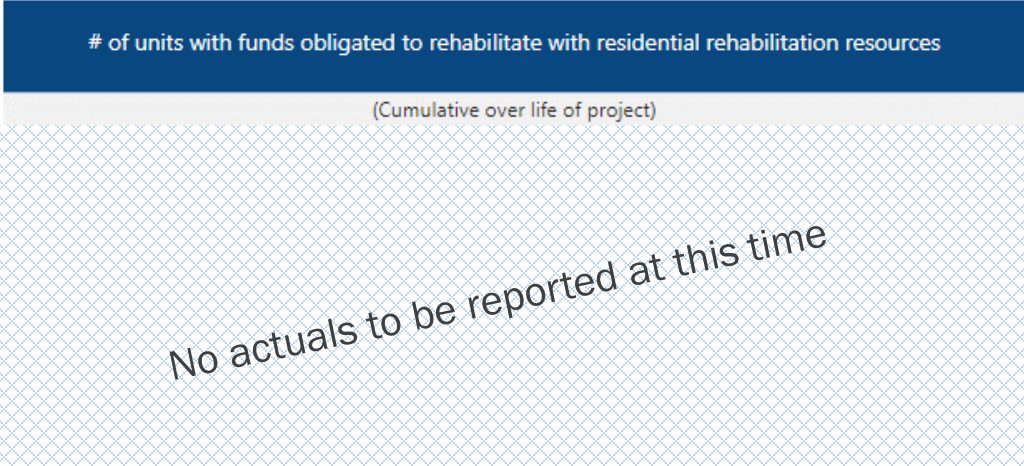 # of units with funds obligated to rehabilitate with residential rehabilitation resources
(Cumulative over life of project)
No actuals to be reported at this time